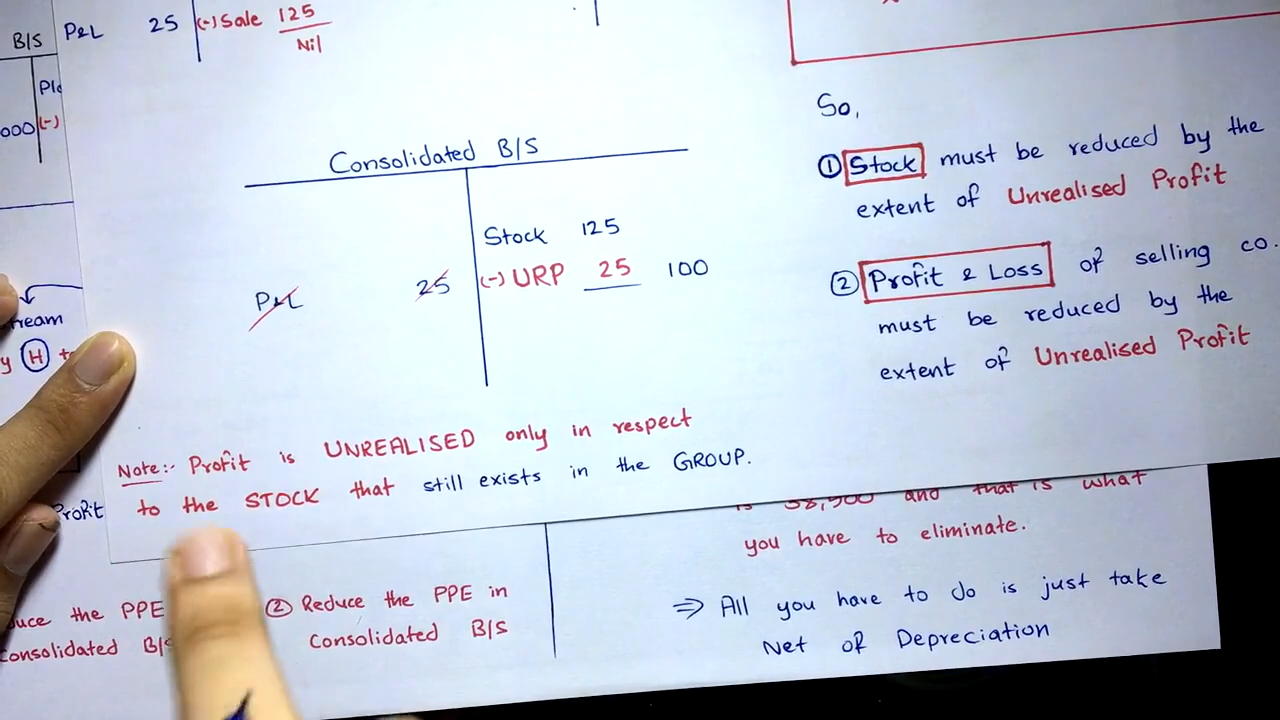 B/S
000 (-)
P&L 25 (-) Sale 125
Nil
Consolidated B/S
Stock 125
P&L 25 (-) URP 25 100
Note:- Profit is UNREALISED only in respect
to the STOCK that still exists in the GROUP.
So,
① Stock must be reduced by the
extent of Unrealised Profit
② Profit & Loss of selling co.
must be reduced by the
extent of Unrealised Profit
y H
Profit
the PPE
Consolidated B/S
② Reduce the PPE in
Consolidated B/S
is 58,500 and that is what
you have to eliminate.
⇒ All you have to do is just take
Net of Depreciation